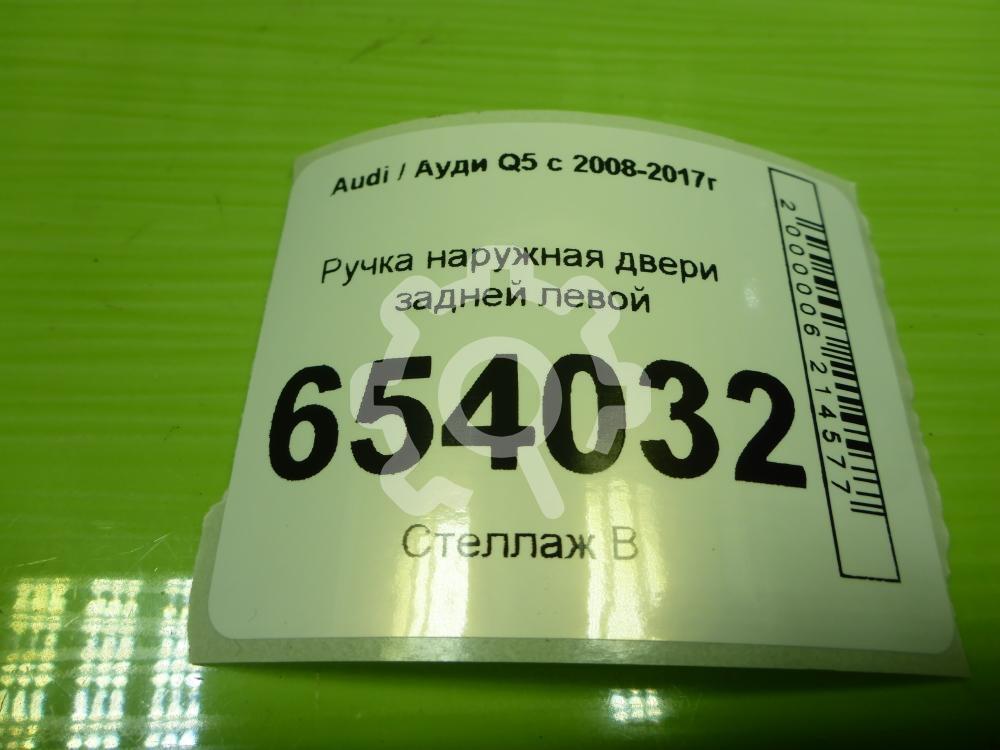 Audi / Ауди Q5 с 2008-2017г
Ручка наружная двери
задней левой
654032
Стеллаж В
2000006214577